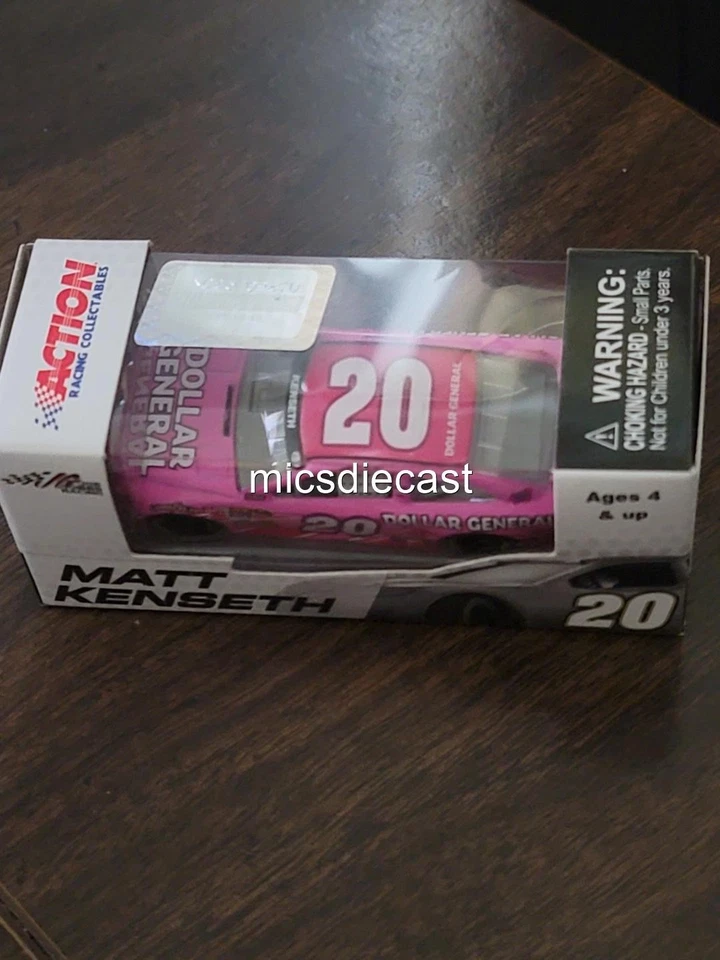 ACTION
RACING COLLECTABLES
DOLLAR
GENERAL
KENSETH
20
DOLLAR GENERAL
WARNING:
CHOKING HAZARD - Small Parts.
Not for Children under 3 years.
micsdiecast
20
DOLLAR GENERAL
Ages 4
& up
MATT
KENSETH
20